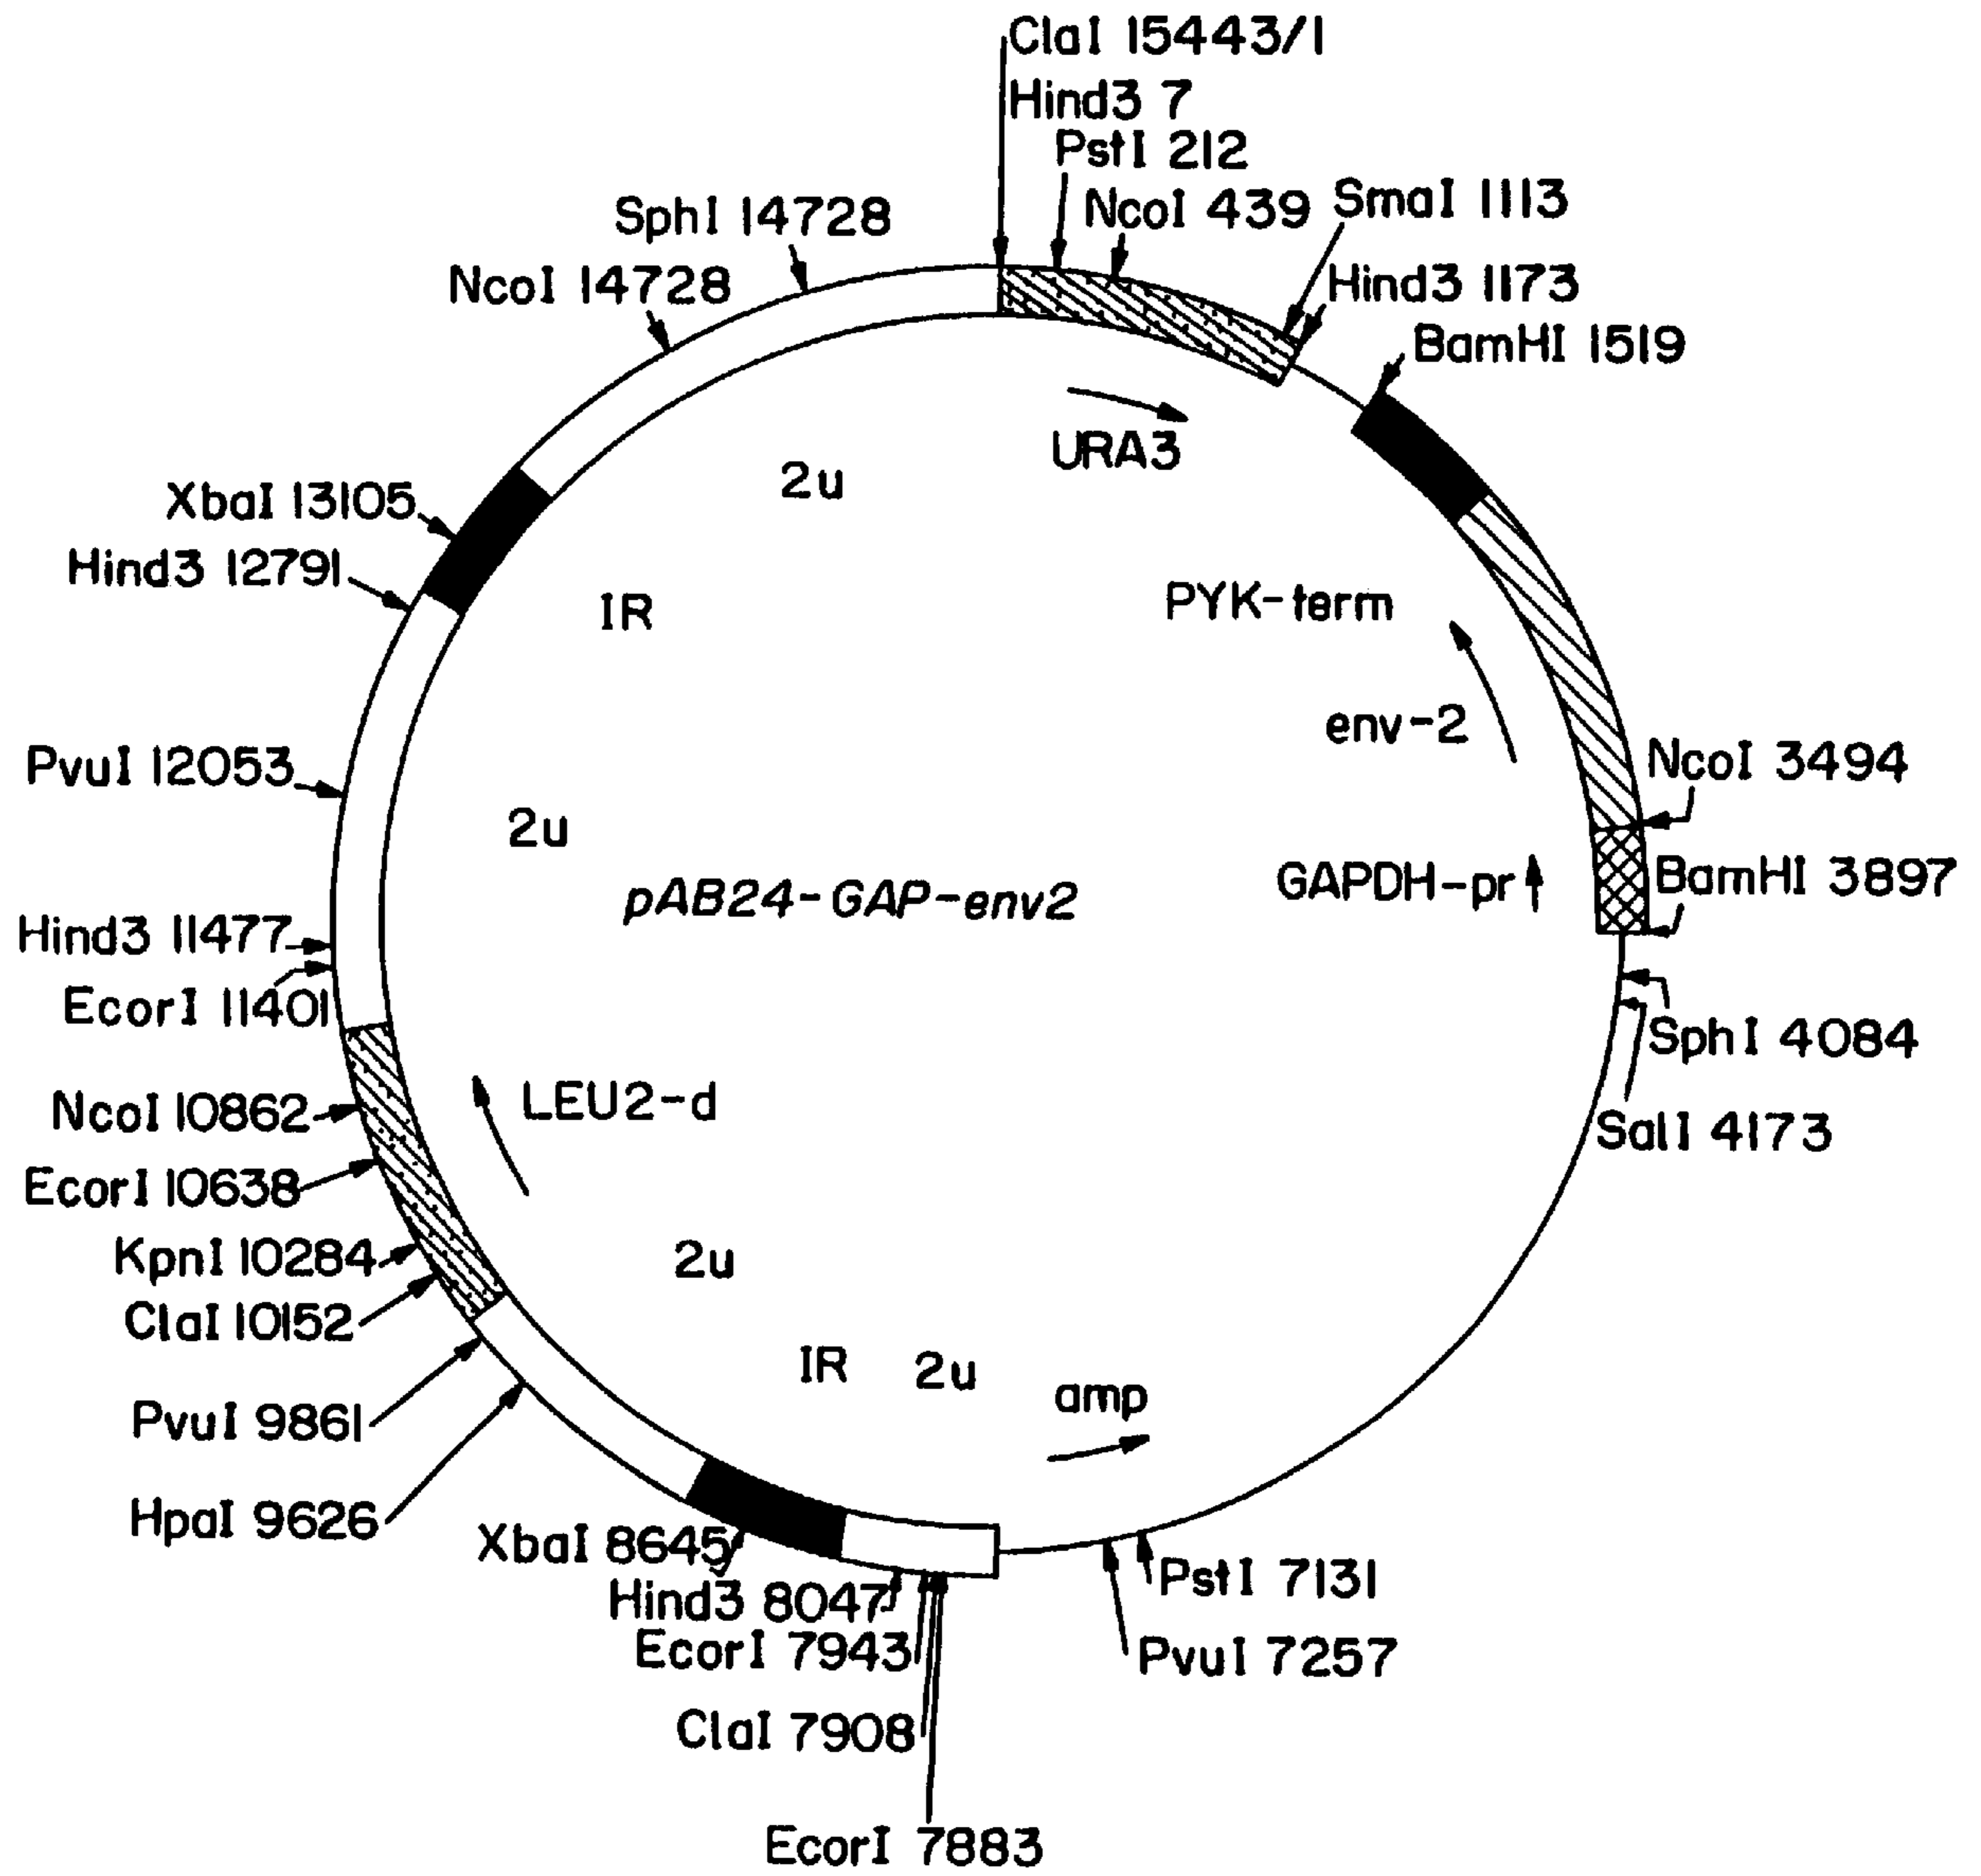 ClaI 15443/1
Hind3 7
PstI 212
NcoI 439
SmaI 1113
Hind3 1173
BamHI 1519
SphI 14728
NcoI 14728
URA3
2u
XbaI 13105
Hind3 12791
IR
PYK-term
env-2
NcoI 3494
PvuI 12053
2u
pAB24-GAP-env2
GAPDH-pr
BamHI 3897
Hind3 11477
EcorI 11401
SphI 4084
SalI 4173
NcoI 10862
LEU2-d
EcorI 10638
KpnI 10284
2u
ClaI 10152
IR
2u
amp
PvuI 9861
HpaI 9626
XbaI 8645
Hind3 8047
EcorI 7943
PstI 7131
PvuI 7257
ClaI 7908
EcorI 7883